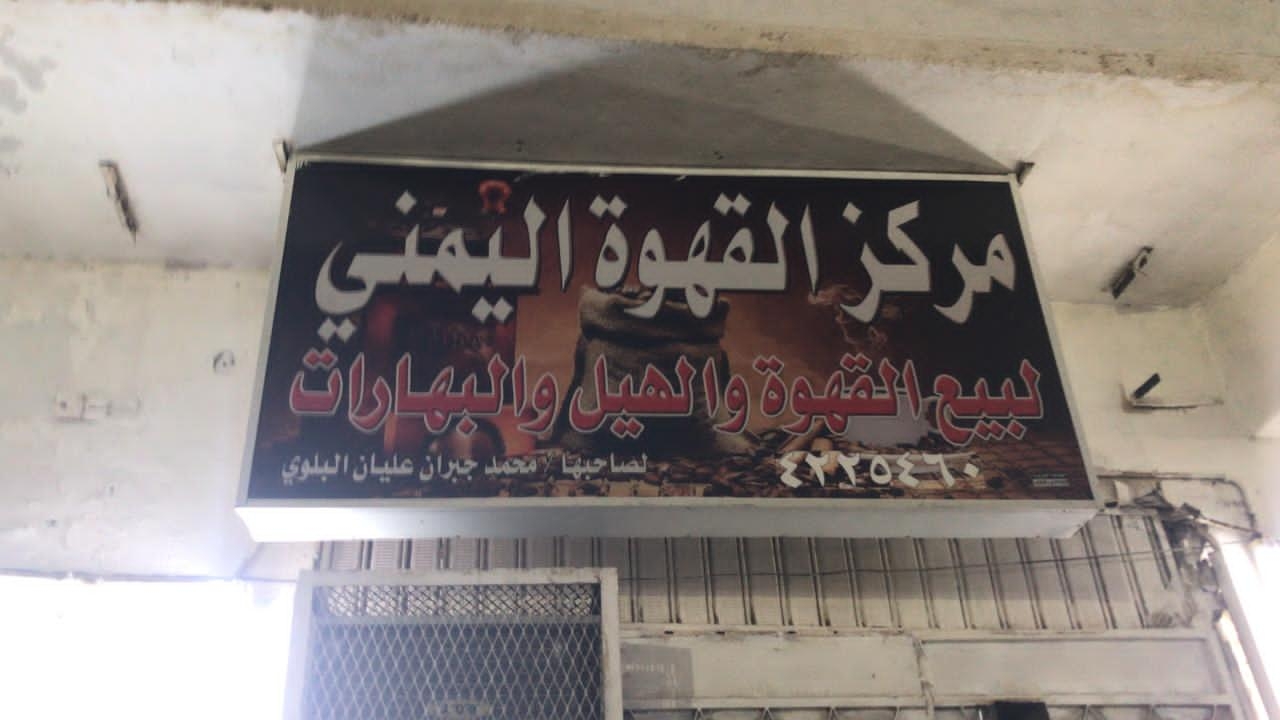 مركز القهوة اليمني
لبيع القهوة والهيل والبهارات
٤٢٢٥٤٦٠ لصاحبها / محمد جبران عليان البلوي